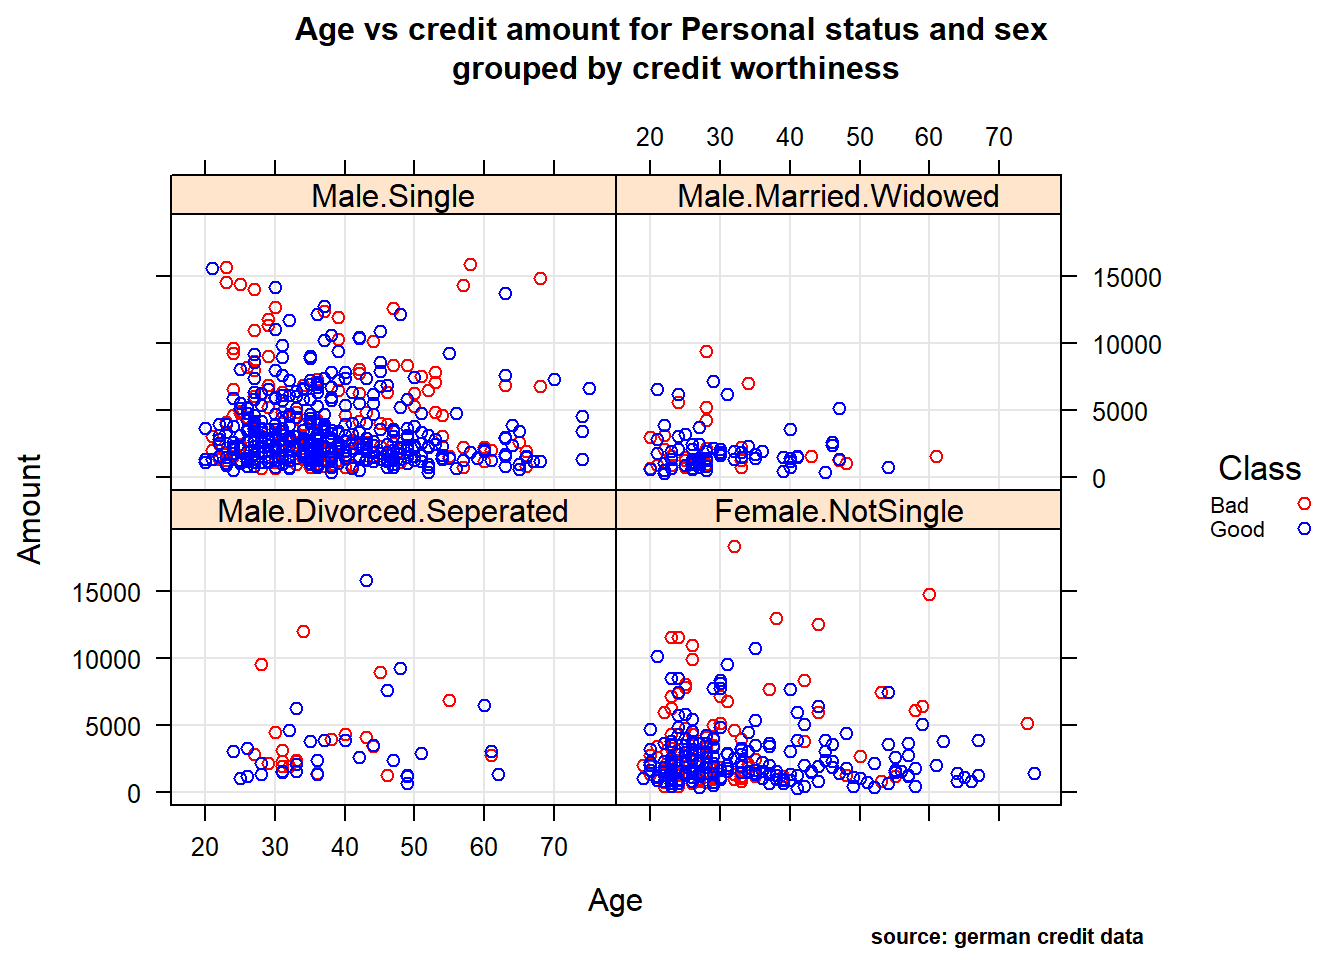 Age vs credit amount for Personal status and sex
grouped by credit worthiness
20 30 40 50 60 70
Male.Single Male.Married.Widowed
15000
10000
5000
0
Amount
Class
Bad
Good
Male.Divorced.Seperated Female.NotSingle
15000
10000
5000
0
20 30 40 50 60 70
Age
source: german credit data